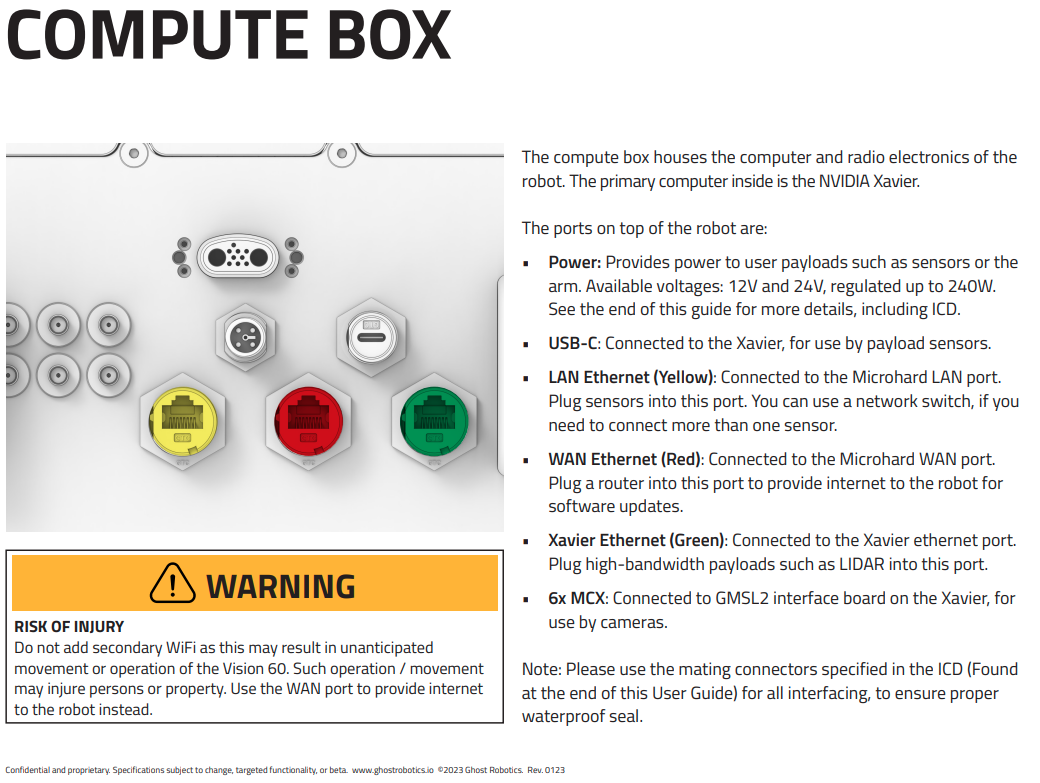 COMPUTE BOX
The compute box houses the computer and radio electronics of the
robot. The primary computer inside is the NVIDIA Xavier.
The ports on top of the robot are:
▪ Power: Provides power to user payloads such as sensors or the
arm. Available voltages: 12V and 24V, regulated up to 240W.
See the end of this guide for more details, including ICD.
▪ USB-C: Connected to the Xavier, for use by payload sensors.
▪ LAN Ethernet (Yellow): Connected to the Microhard LAN port.
Plug sensors into this port. You can use a network switch, if you
need to connect more than one sensor.
▪ WAN Ethernet (Red): Connected to the Microhard WAN port.
Plug a router into this port to provide internet to the robot for
software updates.
▪ Xavier Ethernet (Green): Connected to the Xavier ethernet port.
Plug high-bandwidth payloads such as LIDAR into this port.
▪ 6x MCX: Connected to GMSL2 interface board on the Xavier, for
use by cameras.
Note: Please use the mating connectors specified in the ICD (Found
at the end of this User Guide) for all interfacing, to ensure proper
waterproof seal.
WARNING
RISK OF INJURY
Do not add secondary WiFi as this may result in unanticipated
movement or operation of the Vision 60. Such operation / movement
may injure persons or property. Use the WAN port to provide internet
to the robot instead.
Confidential and proprietary. Specifications subject to change, targeted functionality, or beta. www.ghostrobotics.io ©2023 Ghost Robotics. Rev. 0123